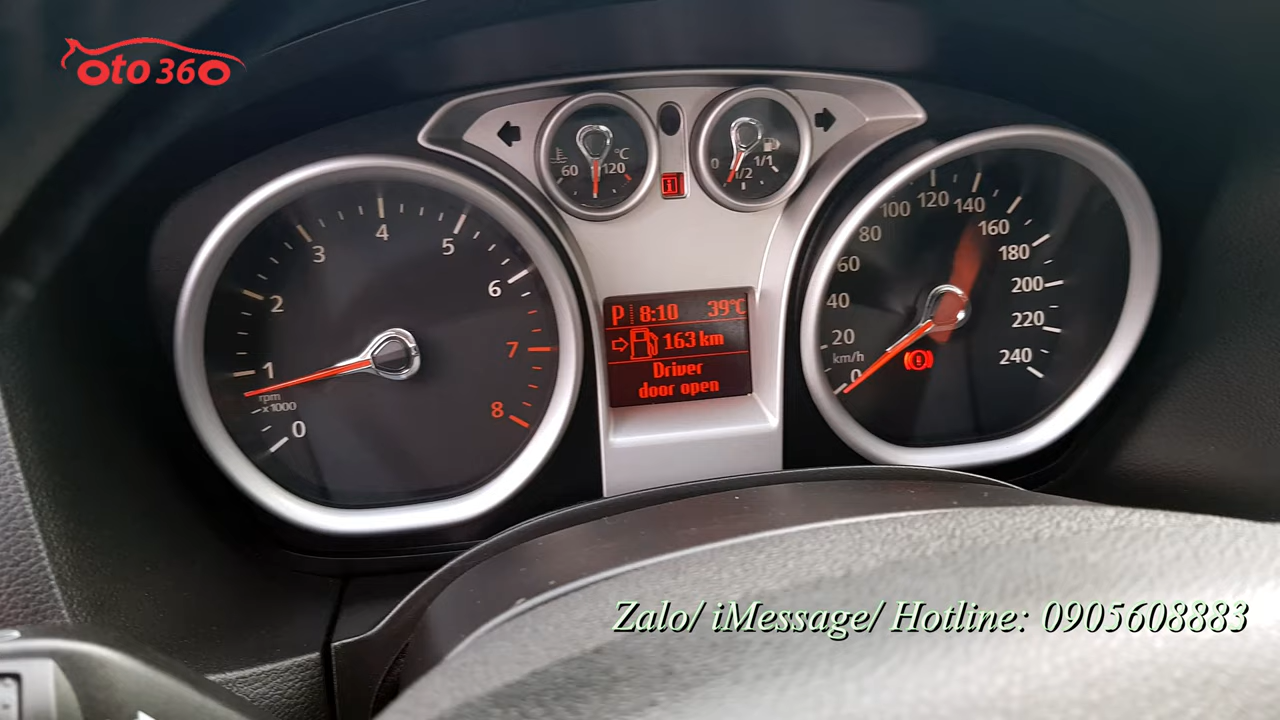 oto 360
60
120
°C
0
1/2
1/1
0
1
2
3
4
5
6
7
8
rpm
x1000
P 8:10 39°C
163 km
Driver
door open
0
20
40
60
80
100
120
140
160
180
200
220
240
km/h
Zalo/ iMessage/ Hotline: 0905608883